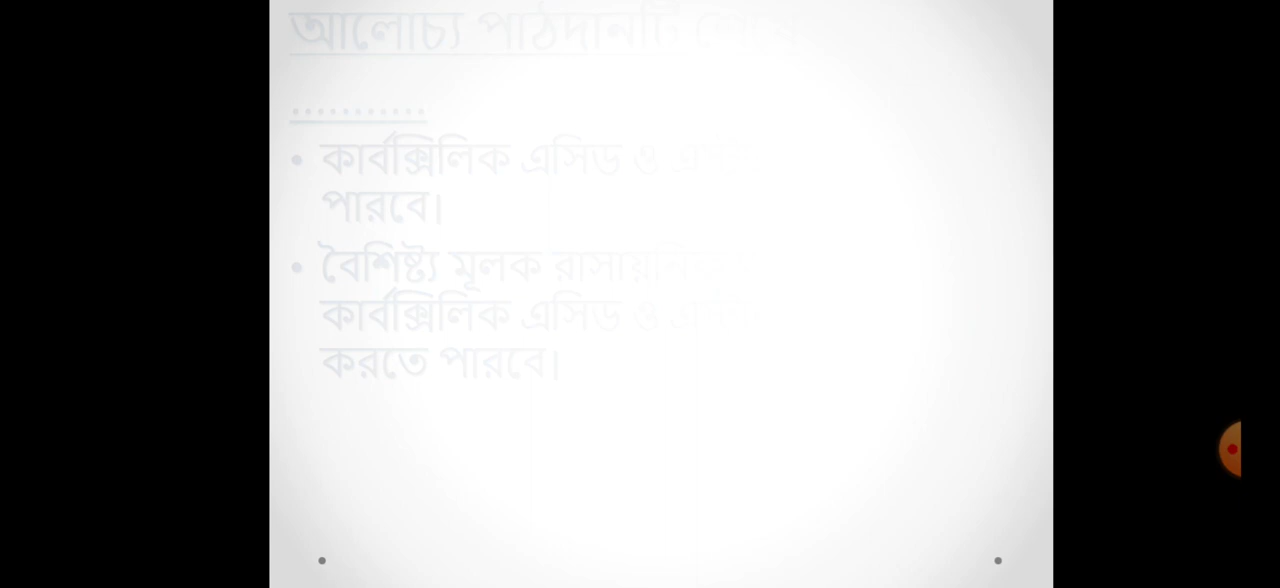 আলোচ্য পাঠদানটি শেষে
...........
• কার্বক্সিলিক এসিড ও
পারবে।
• বৈশিষ্ট্য মূলক রাসায়নিক
কার্বক্সিলিক এসিড ও
করতে পারবে।